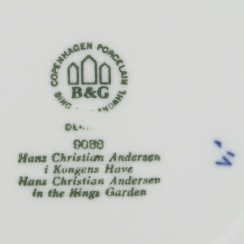 COPENHAGEN PORCELAIN
B&G
9086
Hans Christian Andersen
i Kongens Have
Hans Christian Andersen
in the Kings Garden